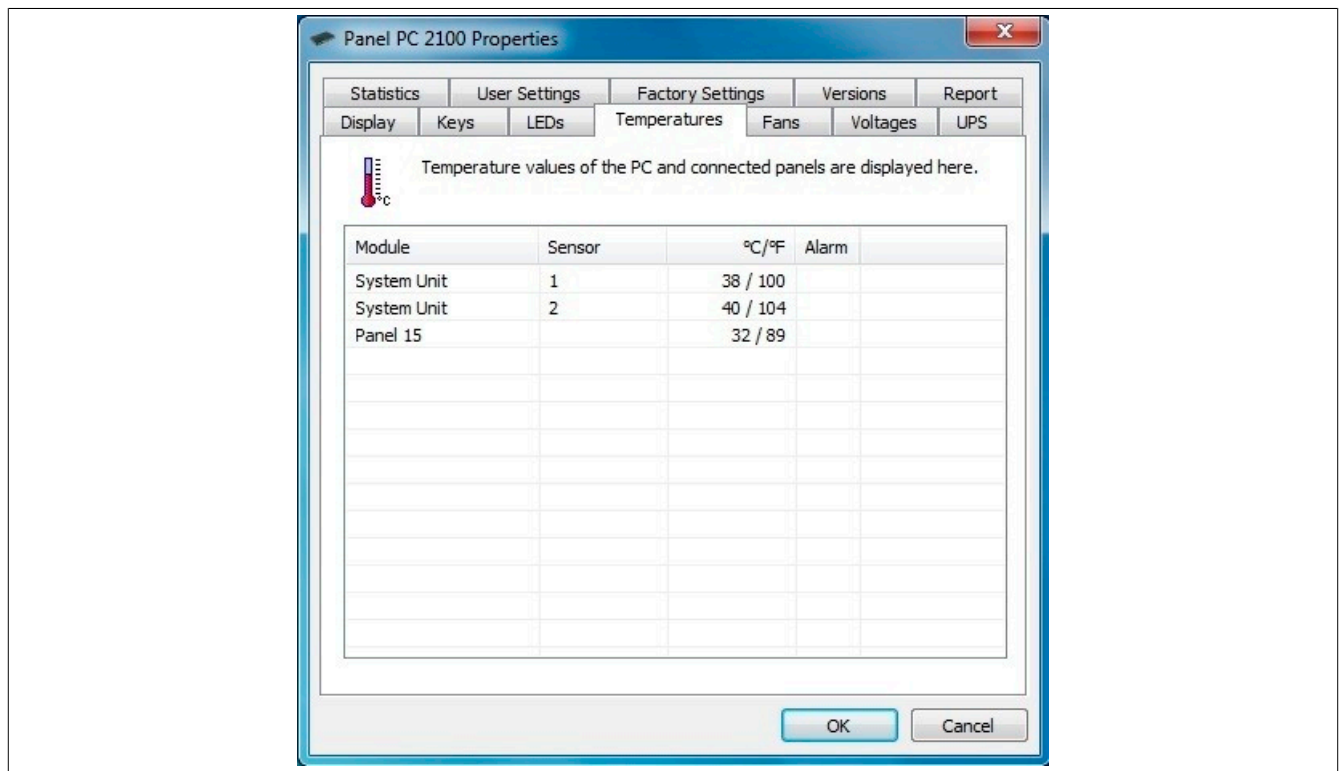 Panel PC 2100 Properties
Statistics User Settings Factory Settings Versions Report
Display Keys LEDs Temperatures Fans Voltages UPS
Temperature values of the PC and connected panels are displayed here.
°C
Module Sensor °C/°F Alarm
System Unit 1 38 / 100
System Unit 2 40 / 104
Panel 15 32 / 89
OK Cancel